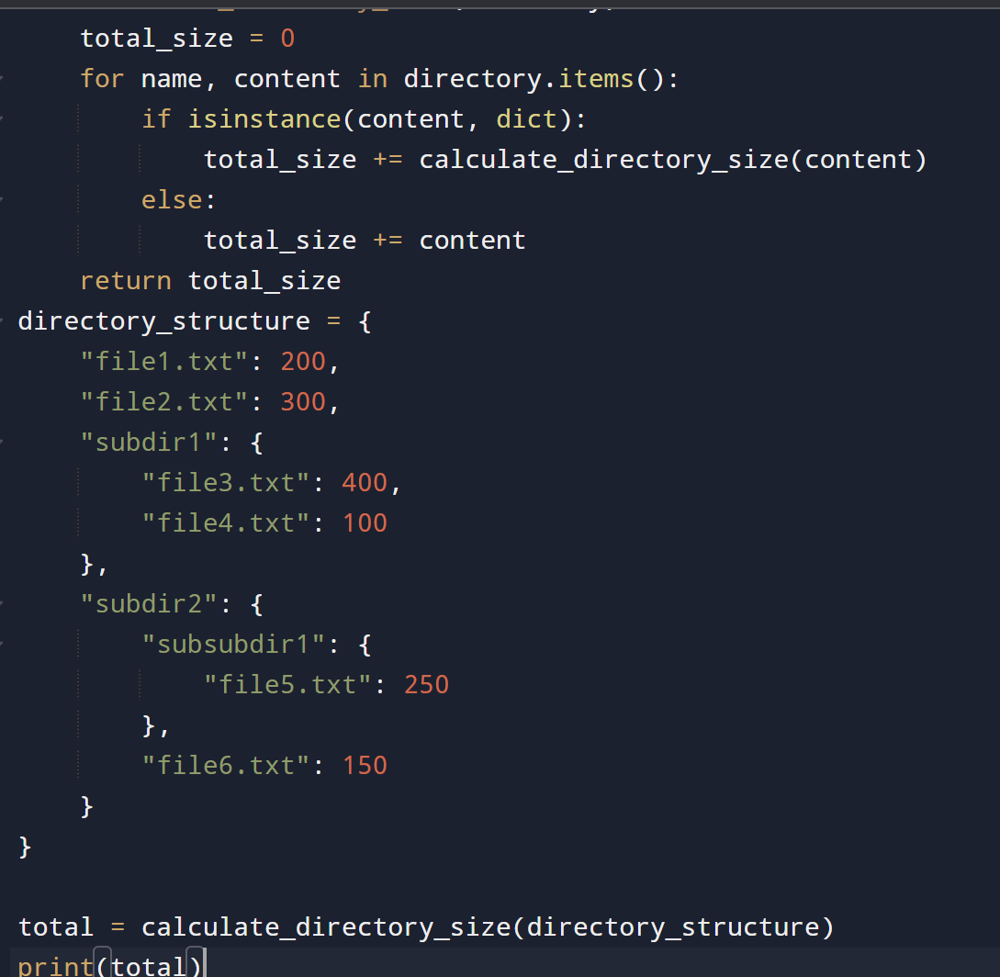 total_size = 0
    for name, content in directory.items():
        if isinstance(content, dict):
            total_size += calculate_directory_size(content)
        else:
            total_size += content
    return total_size
directory_structure = {
    "file1.txt": 200,
    "file2.txt": 300,
    "subdir1": {
        "file3.txt": 400,
        "file4.txt": 100
    },
    "subdir2": {
        "subsubdir1": {
            "file5.txt": 250
        },
        "file6.txt": 150
    }
}

total = calculate_directory_size(directory_structure)
print(total)